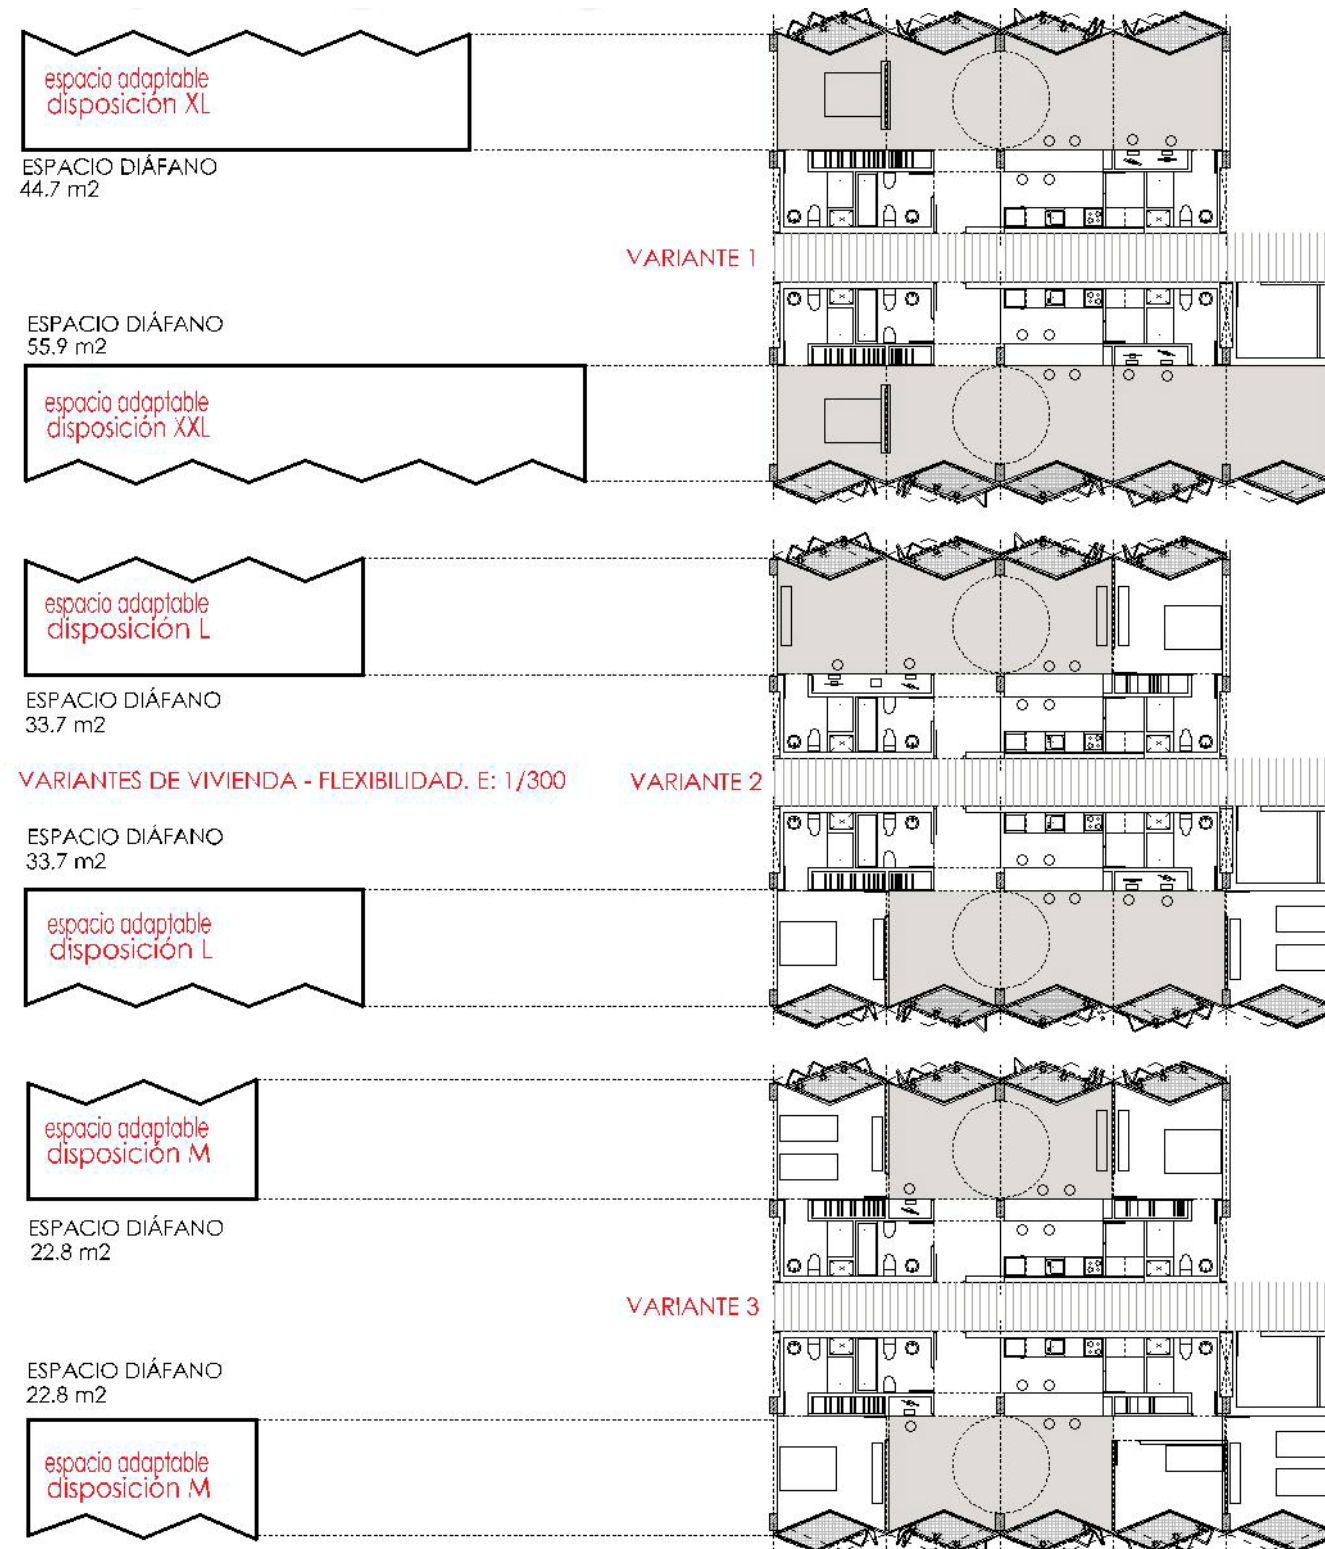 espacio adaptable
disposición XL
ESPACIO DIÁFANO
44.7 m2
VARIANTE 1
ESPACIO DIÁFANO
55.9 m2
espacio adaptable
disposición XXL
espacio adaptable
disposición L
ESPACIO DIÁFANO
33.7 m2
VARIANTES DE VIVIENDA - FLEXIBILIDAD. E: 1/300
VARIANTE 2
ESPACIO DIÁFANO
33.7 m2
espacio adaptable
disposición L
espacio adaptable
disposición M
ESPACIO DIÁFANO
22.8 m2
VARIANTE 3
ESPACIO DIÁFANO
22.8 m2
espacio adaptable
disposición M